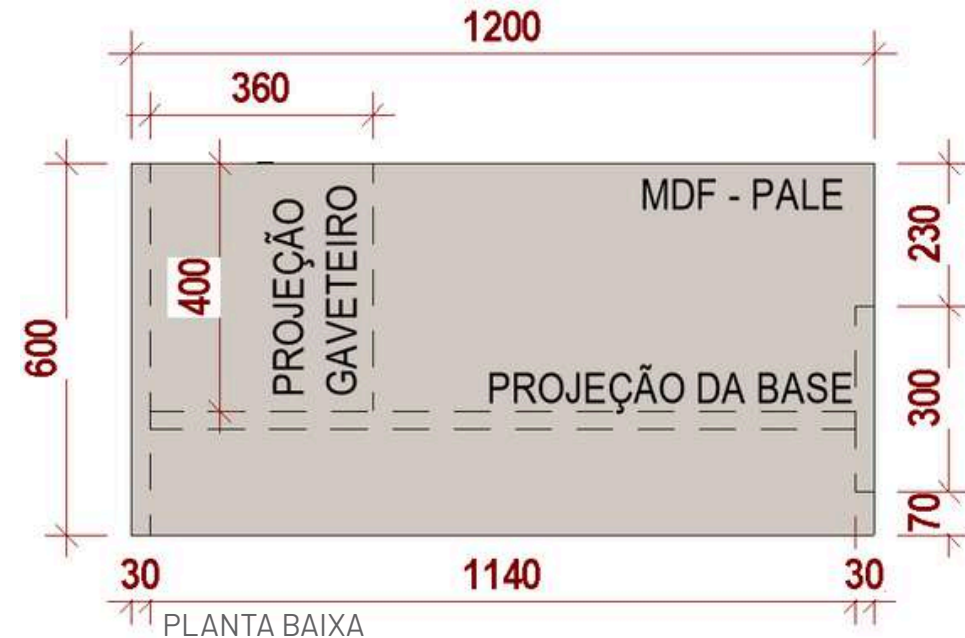 1200
360
MDF - PALE
PROJEÇÃO
GAVETEIRO
230
400
600
PROJEÇÃO DA BASE
300
70
30
1140
30
PLANTA BAIXA